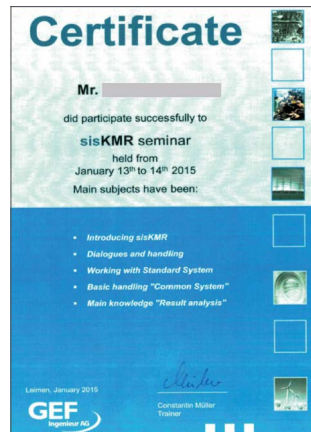 Certificate
Mr.
did participate successfully to
sisKMR seminar
held from
January 13th to 14th 2015
Main subjects have been:
• Introducing sisKMR
• Dialogues and handling
• Working with Standard System
• Basic handling "Common System"
• Main knowledge "Result analysis"
Leimen, January 2015
Constantin Müller
Trainer
GEF
Ingenieur AG